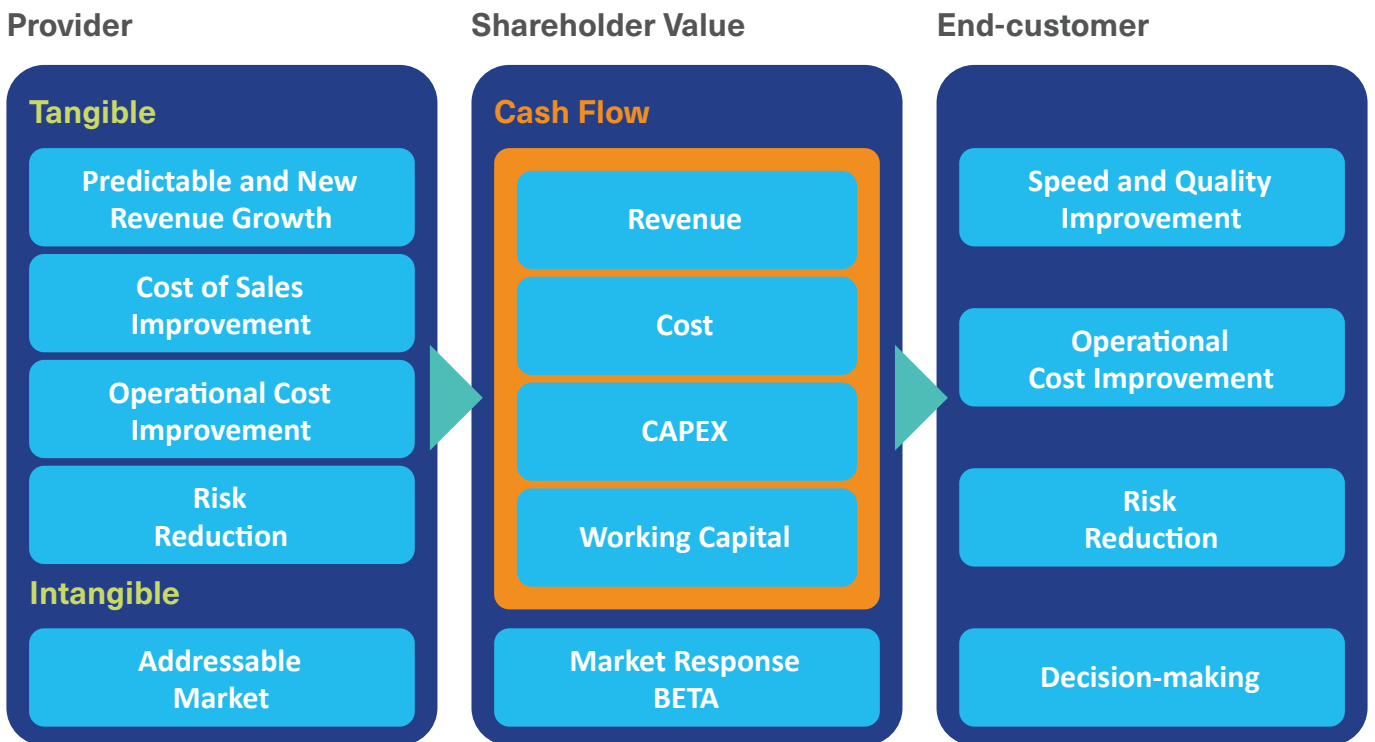 Provider
Tangible
Predictable and New
Revenue Growth
Cost of Sales
Improvement
Operational Cost
Improvement
Risk
Reduction
Intangible
Addressable
Market
Shareholder Value
Cash Flow
Revenue
Cost
CAPEX
Working Capital
Market Response
BETA
End-customer
Speed and Quality
Improvement
Operational
Cost Improvement
Risk
Reduction
Decision-making